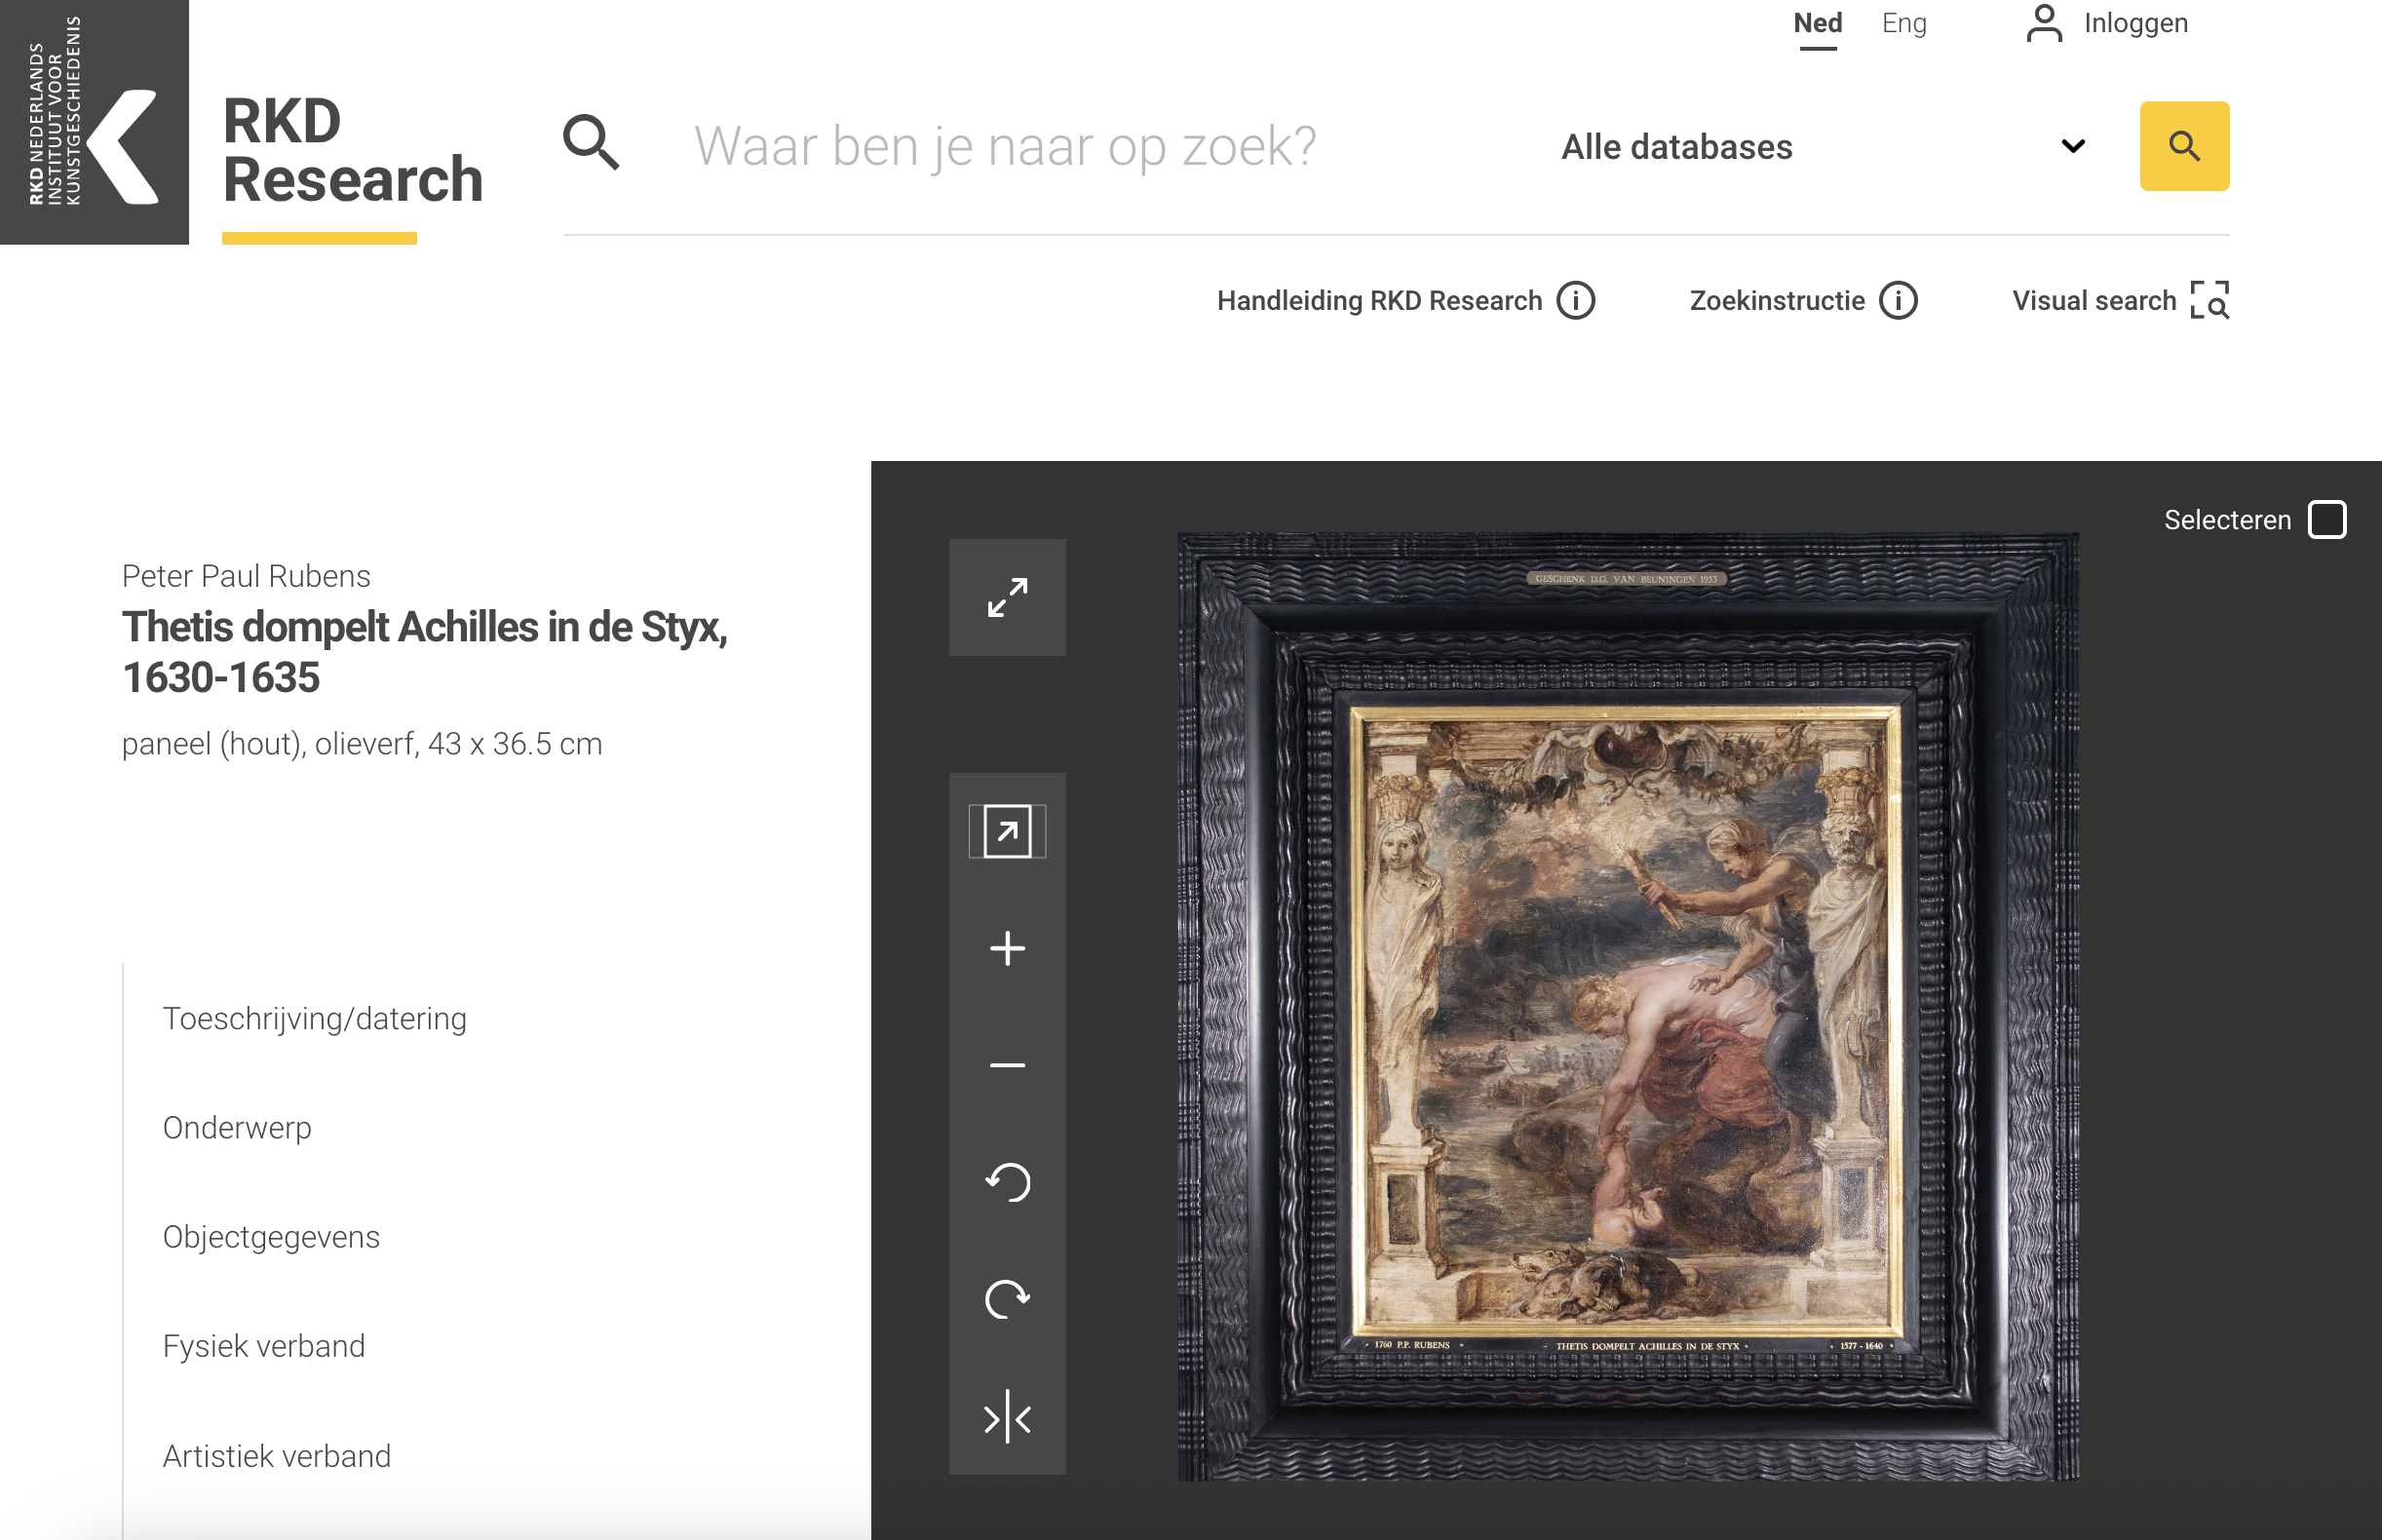 RKD NEDERLANDS
INSTITUUT VOOR
KUNSTGESCHIEDENIS
RKD
Research
Ned Eng Inloggen
Waar ben je naar op zoek? Alle databases
Handleiding RKD Research Zoekinstructie Visual search
Peter Paul Rubens
Thetis dompelt Achilles in de Styx,
1630-1635
paneel (hout), olieverf, 43 x 36.5 cm
Toeschrijving/datering
Onderwerp
Objectgegevens
Fysiek verband
Artistiek verband
Selecteren
GESCHENK D.G. VAN BEUNINGEN 1933
1760 P.P. RUBENS THETIS DOMPELT ACHILLES IN DE STYX 1577 - 1640